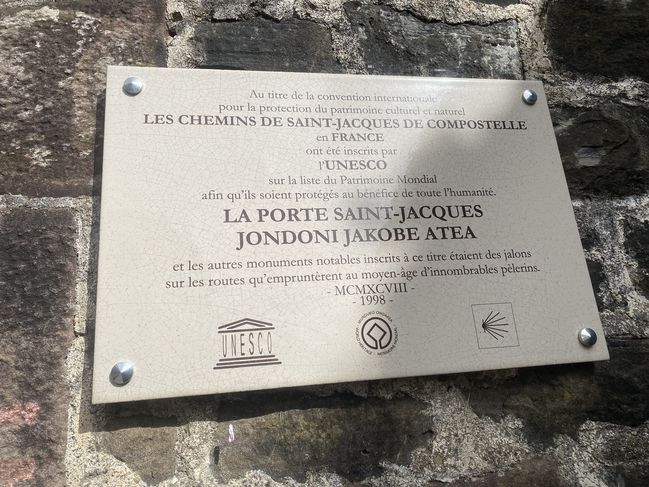 Au titre de la convention internationale
pour la protection du patrimoine culturel et naturel
LES CHEMINS DE SAINT-JACQUES DE COMPOSTELLE
en FRANCE
ont été inscrits par
l'UNESCO
sur la liste du Patrimoine Mondial
afin qu'ils soient protégés au bénéfice de toute l'humanité.
LA PORTE SAINT-JACQUES
JONDONI JAKOBE ATEA
et les autres monuments notables inscrits à ce titre étaient des jalons
sur les routes qu'empruntèrent au moyen-âge d'innombrables pèlerins.
- MCMXCVIII -
- 1998 -
UNESCO